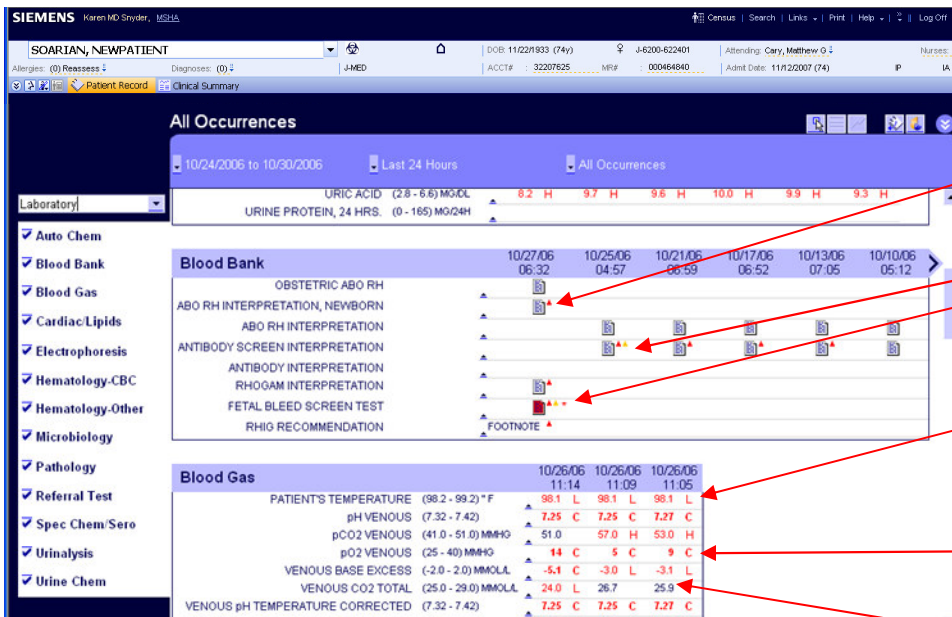 SIEMENS Karen MD Snyder, MSHA Census | Search | Links | Print | Help | || Log Off
SOARIAN, NEWPATIENT DOB: 11/22/1933 (74y) J-6200-622401 Attending: Cary, Matthew G Nurses:
Allergies: (0) Reassess Diagnoses: (0) J-MED ACCT# : 32207625 MR# : 000464840 Admit Date: 11/12/2007 (74) IP IA
Patient Record Clinical Summary
All Occurrences
10/24/2006 to 10/30/2006 Last 24 Hours All Occurrences
Laboratory
Auto Chem
Blood Bank
Blood Gas
Cardiac/Lipids
Electrophoresis
Hematology-CBC
Hematology-Other
Microbiology
Pathology
Referral Test
Spec Chem/Sero
Urinalysis
Urine Chem
URIC ACID (2.8 - 6.6) MG/DL 8.2 H 9.7 H 9.6 H 10.0 H 9.9 H 9.3 H
URINE PROTEIN, 24 HRS. (0 - 165) MG/24H
Blood Bank 10/27/06 10/25/06 10/21/06 10/17/06 10/13/06 10/10/06
06:32 04:57 06:59 06:52 07:05 05:12
OBSTETRIC ABO RH
ABO RH INTERPRETATION, NEWBORN
ABO RH INTERPRETATION
ANTIBODY SCREEN INTERPRETATION
ANTIBODY INTERPRETATION
RHOGAM INTERPRETATION
FETAL BLEED SCREEN TEST
RHIG RECOMMENDATION FOOTNOTE
Blood Gas 10/26/06 10/26/06 10/26/06
11:14 11:09 11:05
PATIENT'S TEMPERATURE (98.2 - 99.2) * F 98.1 L 98.1 L 98.1 L
pH VENOUS (7.32 - 7.42) 7.25 C 7.25 C 7.27 C
pCO2 VENOUS (41.0 - 51.0) MMHG 51.0 57.0 H 53.0 H
pO2 VENOUS (25 - 40) MMHG 14 C 5 C 9 C
VENOUS BASE EXCESS (-2.0 - 2.0) MMOL/L -5.1 C -3.0 L -3.1 L
VENOUS CO2 TOTAL (25.0 - 29.0) MMOL/L 24.0 L 26.7 25.9
VENOUS pH TEMPERATURE CORRECTED (7.32 - 7.42) 7.25 C 7.25 C 7.27 C